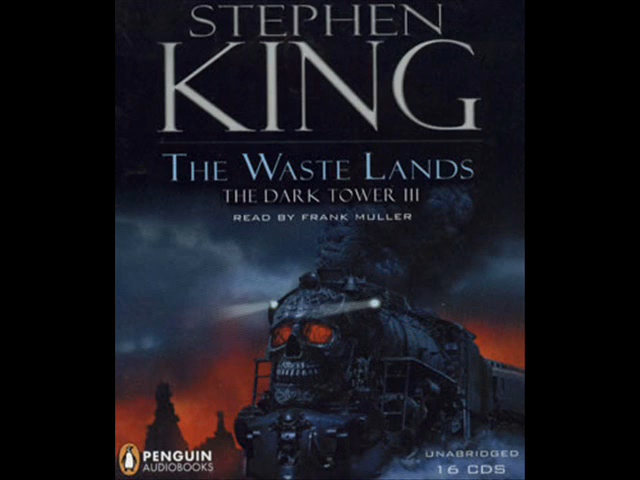 STEPHEN
KING
THE WASTE LANDS
THE DARK TOWER III
READ BY FRANK MULLER
PENGUIN
AUDIOBOOKS
UNABRIDGED
16 CDS